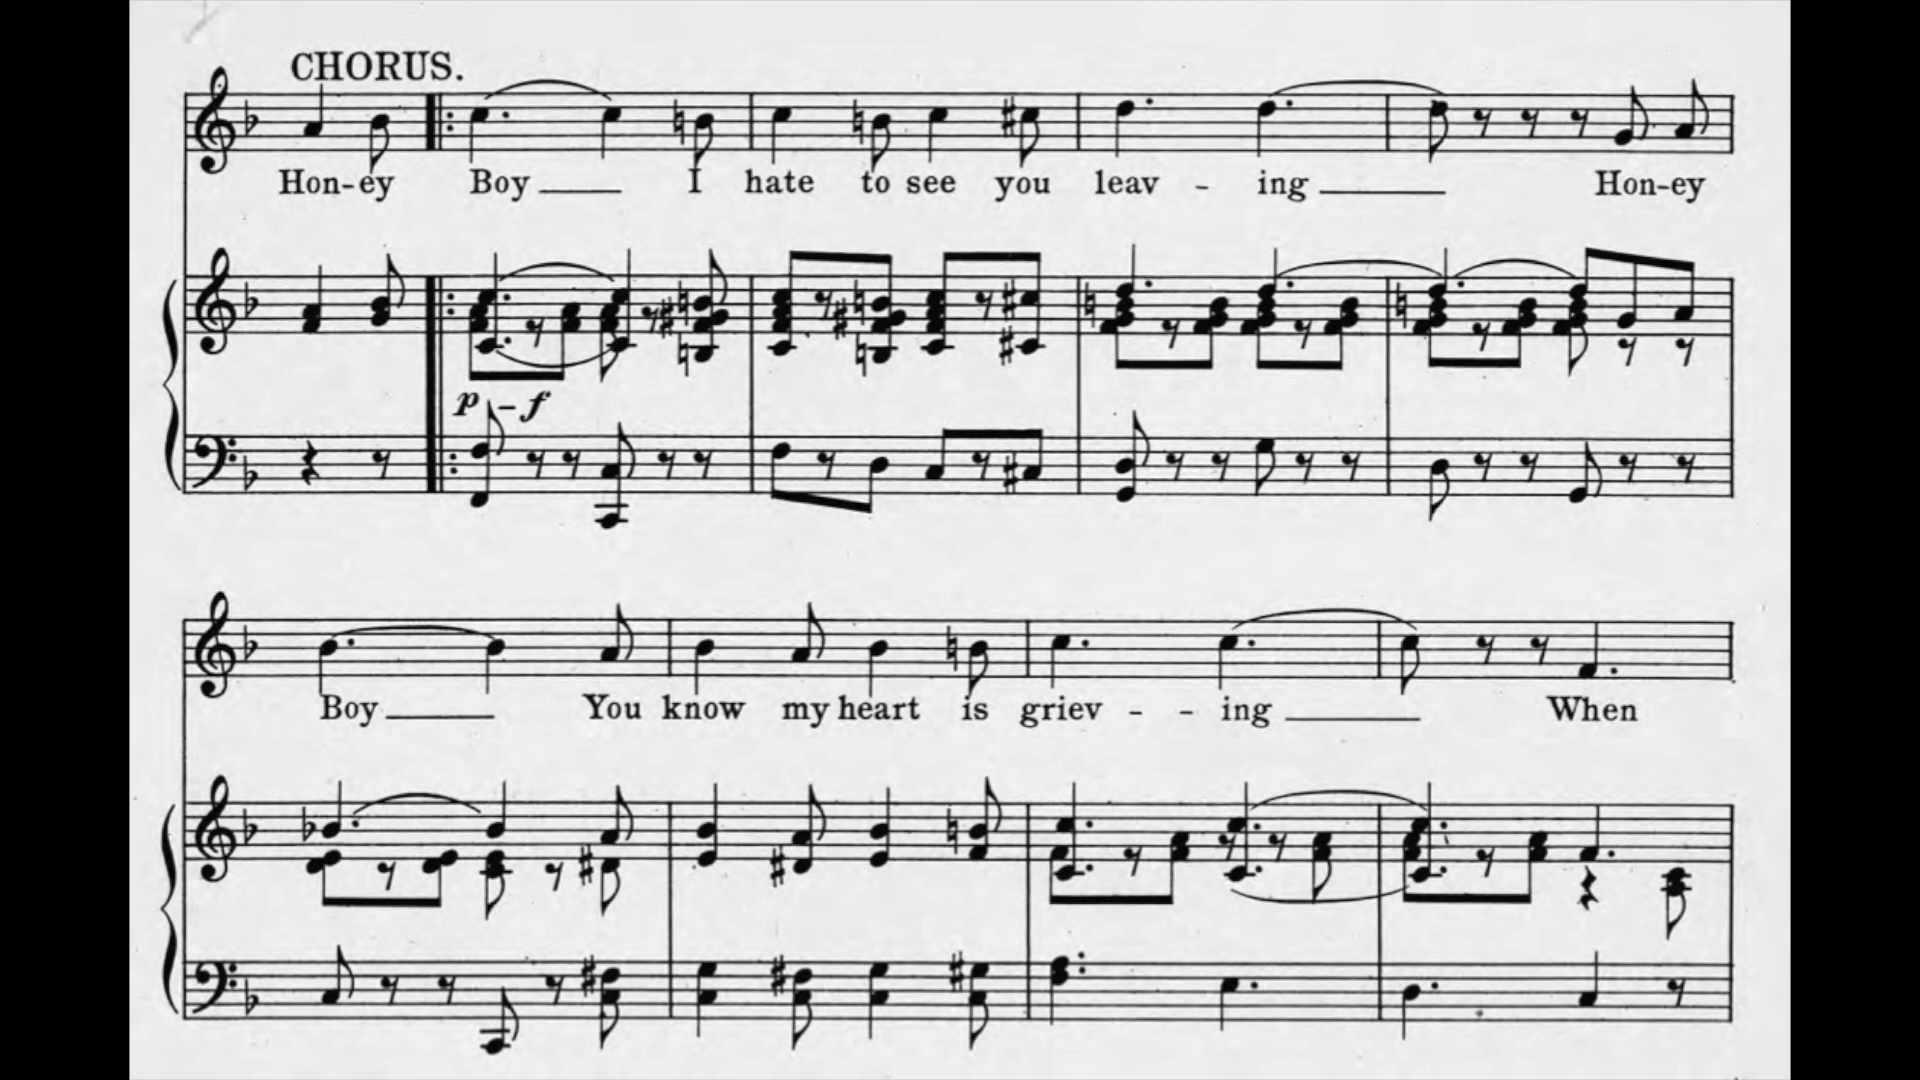 CHORUS.
Hon-ey Boy I hate to see you leav - ing Hon-ey
p - f
Boy You know my heart is griev - - ing When